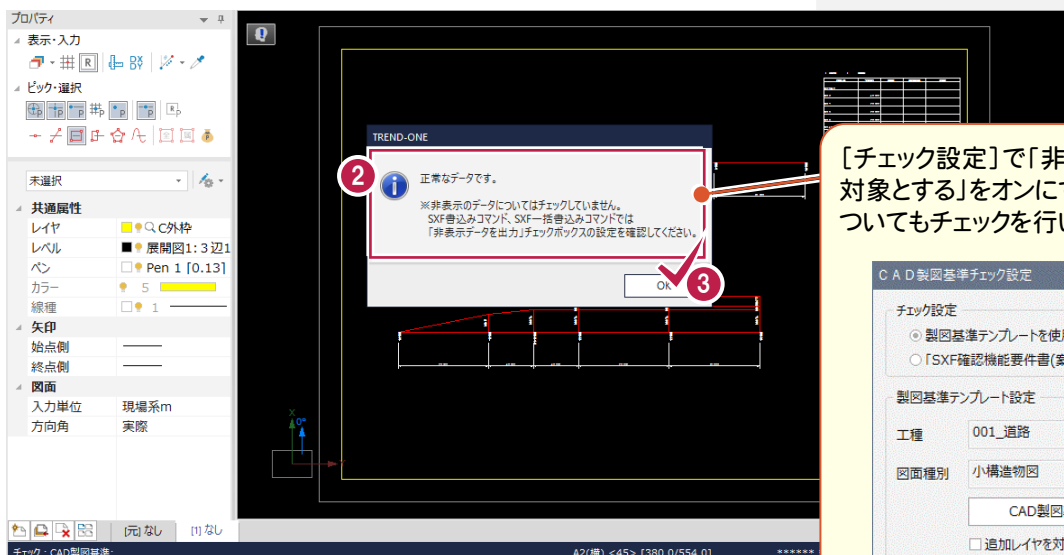 プロパティ
表示・入力
ピック・選択
未選択
共通属性
レイヤ C外枠
レベル 展開図1:3辺1
ペン Pen 1 [0.13]
カラー 5
線種 1
矢印
始点側
終点側
図面
入力単位 現場系m
方向角 実際
[元] なし [1] なし
チェック : CAD製図基準:
A2(横) <45> [380.0/554.0] ******
TREND-ONE
2
正常なデータです。
※非表示のデータについてはチェックしていません。
SXF書込みコマンド、SXF一括書込みコマンドでは
「非表示データを出力」チェックボックスの設定を確認してください。
OK
3
X
0°
Y
[チェック設定]で「非
対象とする」をオンに
ついてもチェックを行い
CAD製図基準チェック設定
チェック設定
製図基準テンプレートを使
「SXF確認機能要件書(案
製図基準テンプレート設定
工種 001_道路
図面種別 小構造物図
CAD製図
追加レイヤを対